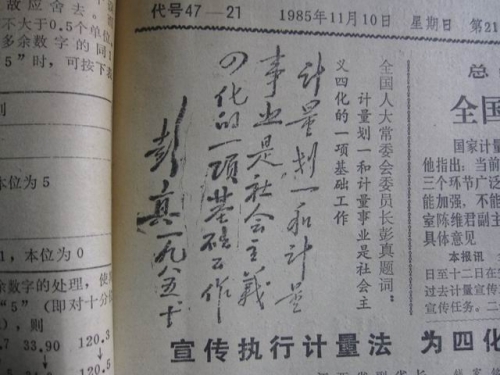 故应舍去。
不大于0.5个单位
多余数字的同
5”时,可按下
本位为 5
1,本位为 0
余数字的处理,使
“5”(即对十分
),则
.7 33.90 120.3
代号47—21 1985年11月10日 星期日 第21
计量划一和计量
事业是社会主義
四化的一项基础工作
彭真 一九八五
全国人大常委会委员长彭真题词:
计量划一和计量事业是社会主
义四化的一项基础工作
总
全国
国家计量
他指出:当前
三个环节广泛
能加强,不能
室陈维君副主
具体意见
本报讯
日至十二日在
过去计量宣传
宣传任务。二
宣传执行计量法 为四化